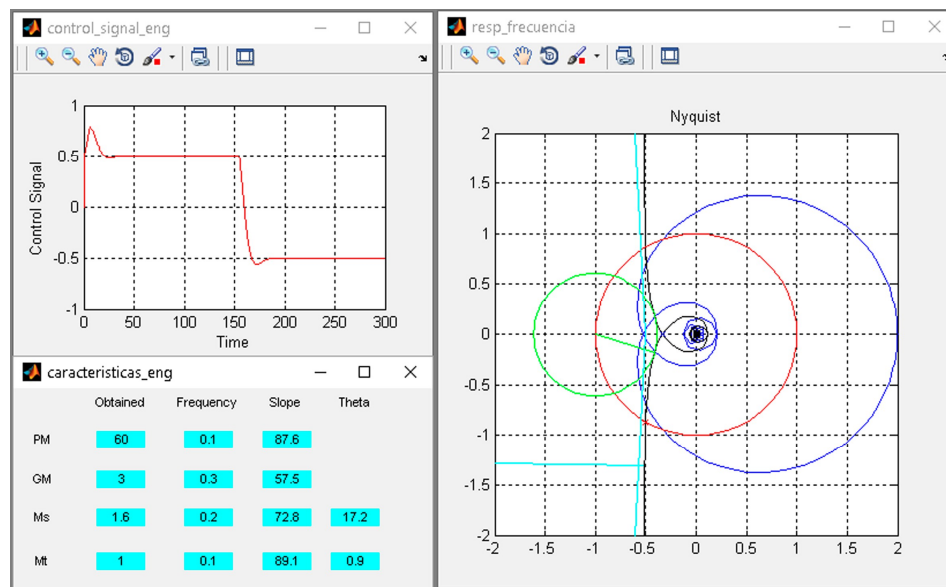 control_signal_eng
1
0.5
0
-0.5
-1
Control Signal
0 50 100 150 200 250 300
Time
caracteristicas_eng
Obtained Frequency Slope Theta
PM 60 0.1 87.6
GM 3 0.3 57.5
Ms 1.6 0.2 72.8 17.2
Mt 1 0.1 89.1 0.9
resp_frecuencia
Nyquist
2
1.5
1
0.5
0
-0.5
-1
-1.5
-2
-2 -1.5 -1 -0.5 0 0.5 1 1.5 2